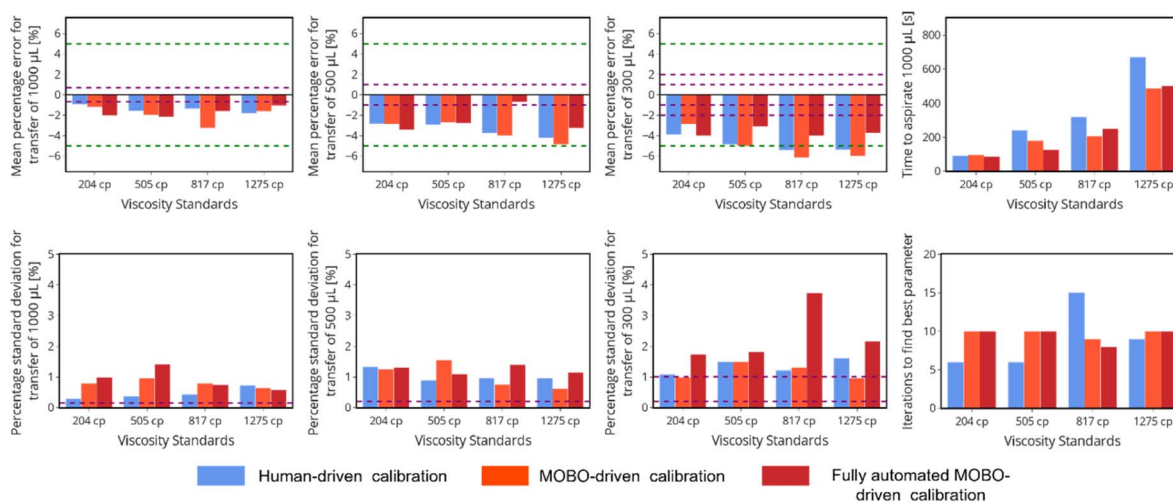 Mean percentage error for
transfer of 1000 μL [%]
6
4
2
0
−2
−4
−6
204 cp
505 cp
817 cp
1275 cp
Viscosity Standards
Mean percentage error for
transfer of 500 μL [%]
6
4
2
0
−2
−4
−6
204 cp
505 cp
817 cp
1275 cp
Viscosity Standards
Mean percentage error for
transfer of 300 μL [%]
6
4
2
0
−2
−4
−6
204 cp
505 cp
817 cp
1275 cp
Viscosity Standards
Time to aspirate 1000 μL [s]
800
600
400
200
0
204 cp
505 cp
817 cp
1275 cp
Viscosity Standards
Percentage standard deviation for
transfer of 1000 μL [%]
5
4
3
2
1
0
204 cp
505 cp
817 cp
1275 cp
Viscosity Standards
Percentage standard deviation for
transfer of 500 μL [%]
5
4
3
2
1
0
204 cp
505 cp
817 cp
1275 cp
Viscosity Standards
Percentage standard deviation for
transfer of 300 μL [%]
5
4
3
2
1
0
204 cp
505 cp
817 cp
1275 cp
Viscosity Standards
Iterations to find best parameter
20
15
10
5
0
204 cp
505 cp
817 cp
1275 cp
Viscosity Standards
Human-driven calibration
MOBO-driven calibration
Fully automated MOBO-
driven calibration